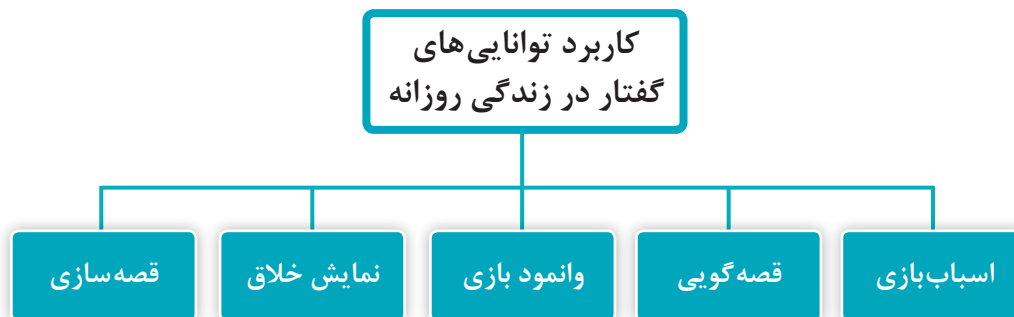 کاربرد توانایی‌های
گفتار در زندگی روزانه
اسباب‌بازی
قصه‌گویی
وانمود بازی
نمایش خلاق
قصه‌سازی